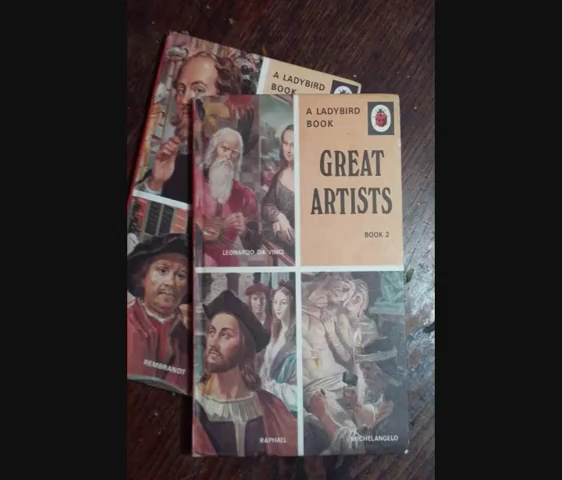 A LADYBIRD
BOOK
REMBRANDT
A LADYBIRD
BOOK
GREAT
ARTISTS
BOOK 2
LEONARDO DA VINCI
RAPHAEL
MICHELANGELO